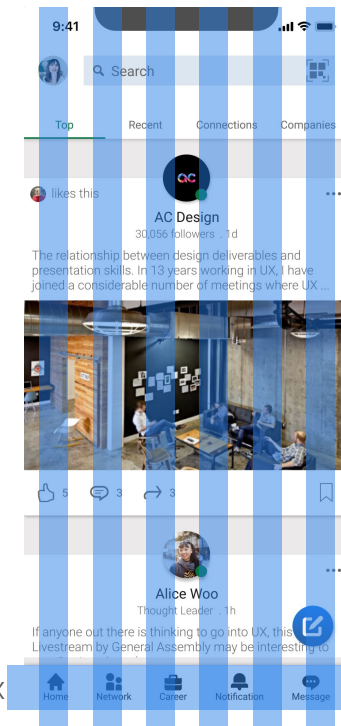 9:41
Search
Top Recent Connections Companies
likes this
ac
AC Design
30,056 followers . 1d
The relationship between design deliverables and
presentation skills. In 13 years working in UX, I have
joined a considerable number of meetings where UX ...
5 3 3
Alice Woo
Thought Leader . 1h
If anyone out there is thinking to go into UX, this
Livestream by General Assembly may be interesting to
X
Home Network Career Notification Message